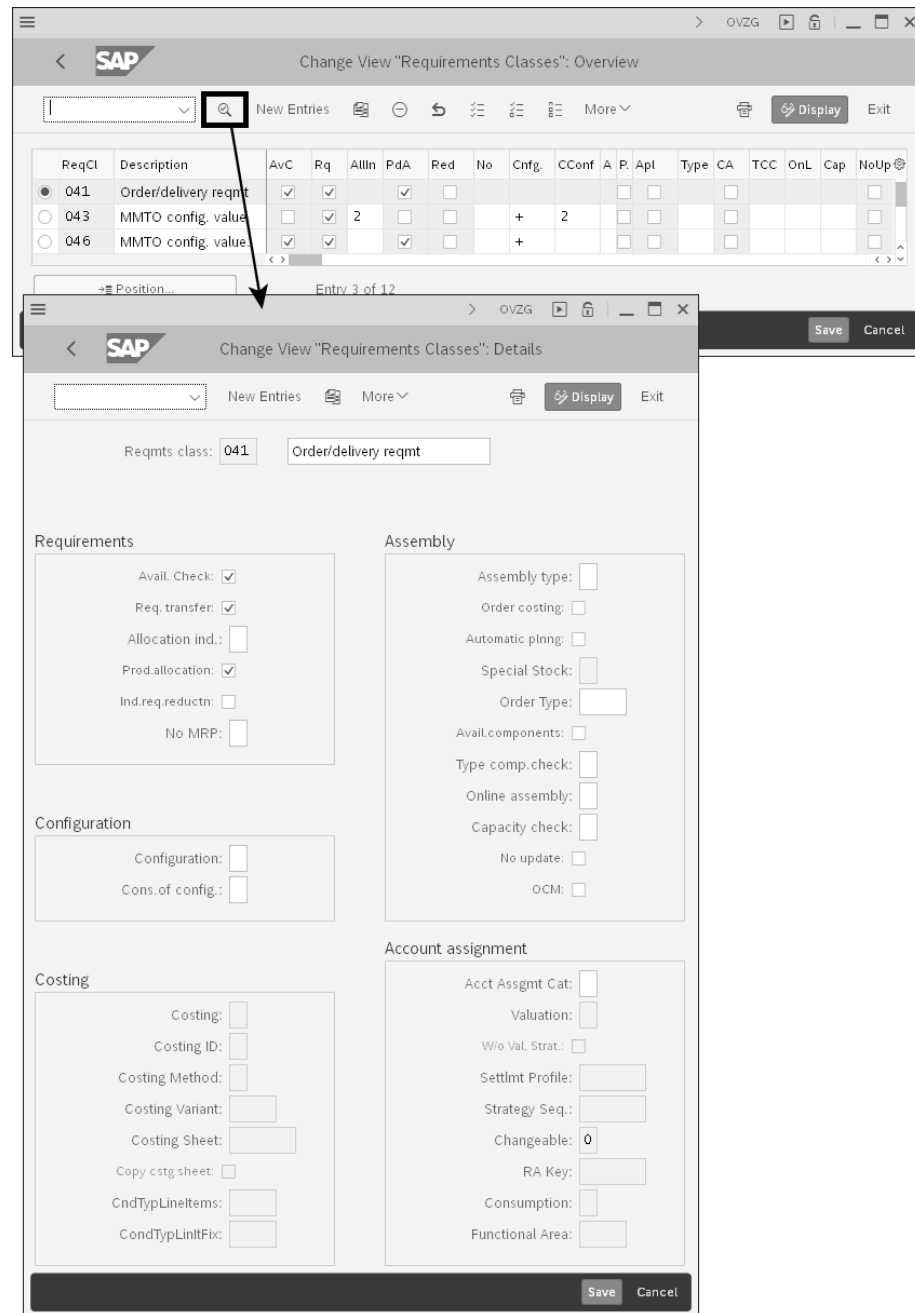 OVZG
SAP Change View "Requirements Classes": Overview
New Entries More Display Exit
ReqCl Description AvC Rq AllIn PdA Red No Cnfg. CConf A P. Apl Type CA TCC OnL Cap NoUp
041 Order/delivery reqmt
043 MMTO config. value 2 + 2
046 MMTO config. value. +
Position... Entry 3 of 12
Save Cancel
OVZG
SAP Change View "Requirements Classes": Details
New Entries More Display Exit
Reqmts class: 041 Order/delivery reqmt
Requirements
Avail. Check:
Req. transfer:
Allocation ind.:
Prod.allocation:
Ind.req.reductn:
No MRP:
Configuration
Configuration:
Cons.of config.:
Costing
Costing:
Costing ID:
Costing Method:
Costing Variant:
Costing Sheet:
Copy cstg sheet:
CndTypLineItems:
CondTypLinItFix:
Assembly
Assembly type:
Order costing:
Automatic plnng:
Special Stock:
Order Type:
Avail.components:
Type comp.check:
Online assembly:
Capacity check:
No update:
OCM:
Account assignment
Acct Assgmt Cat:
Valuation:
W/o Val. Strat.:
Settlmt Profile:
Strategy Seq.:
Changeable: 0
RA Key:
Consumption:
Functional Area:
Save Cancel